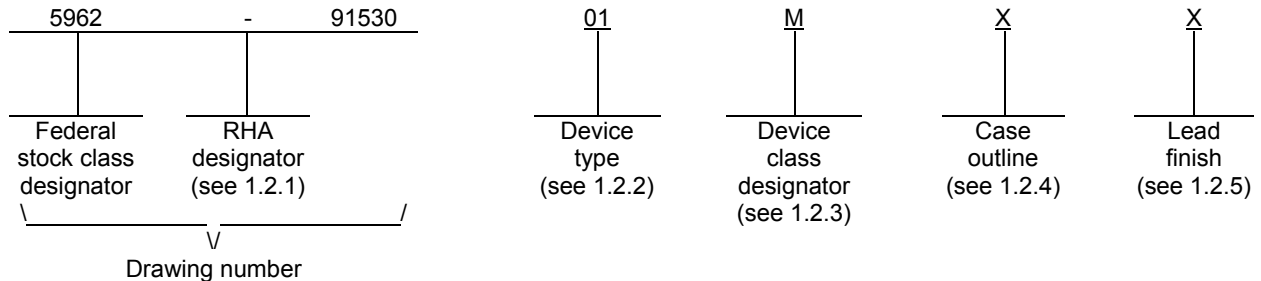 5962 - 91530 01 M X X
Federal stock class designator
RHA designator (see 1.2.1)
Device type (see 1.2.2)
Device class designator (see 1.2.3)
Case outline (see 1.2.4)
Lead finish (see 1.2.5)
\ /
\/
Drawing number